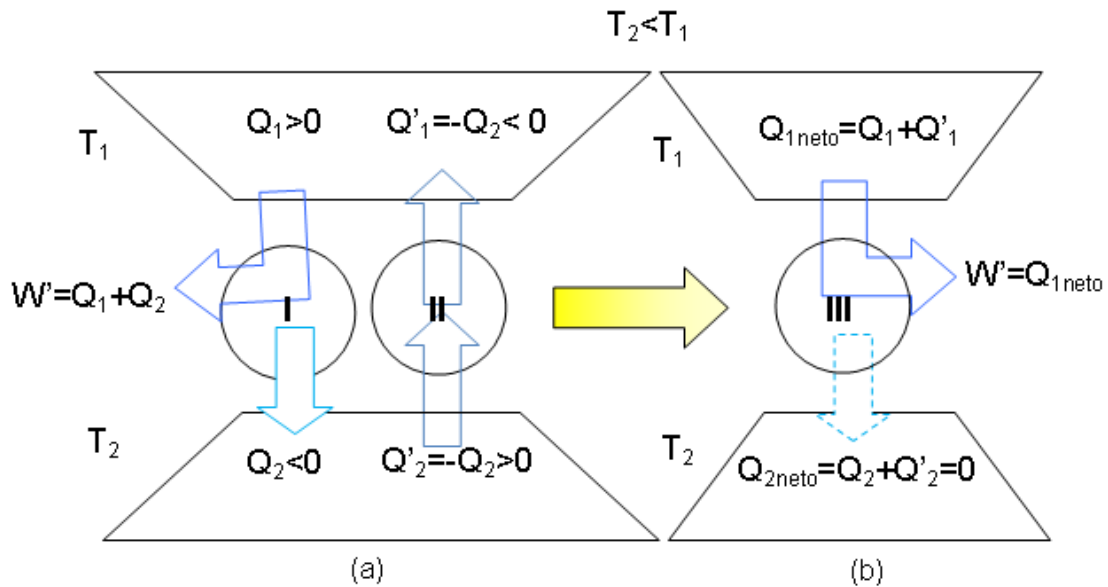 T₂<T₁
Q₁>0
Q'₁=-Q₂< 0
T₁
W'=Q₁+Q₂
I
II
T₂
Q₂<0
Q'₂=-Q₂>0
(a)
Q₁neto=Q₁+Q'₁
T₁
W'=Q₁neto
III
T₂
Q₂neto=Q₂+Q'₂=0
(b)